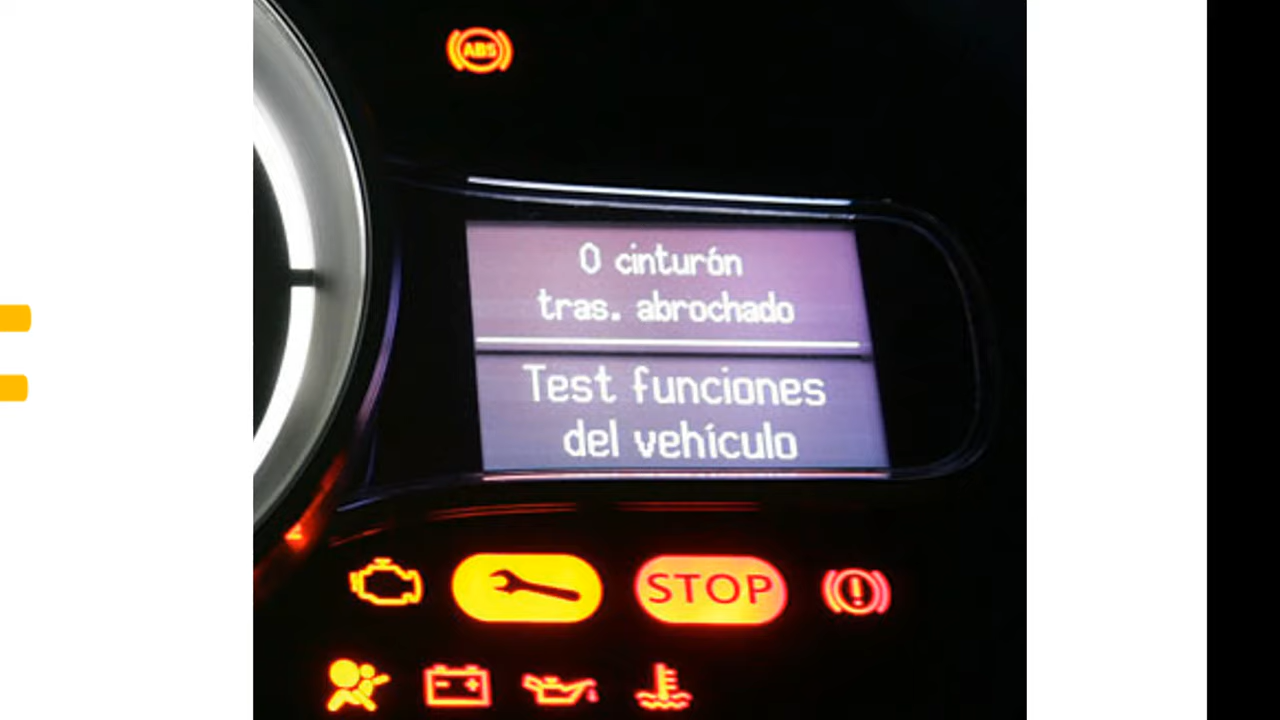 ABS
0 cinturón
tras. abrochado
Test funciones
del vehículo
STOP